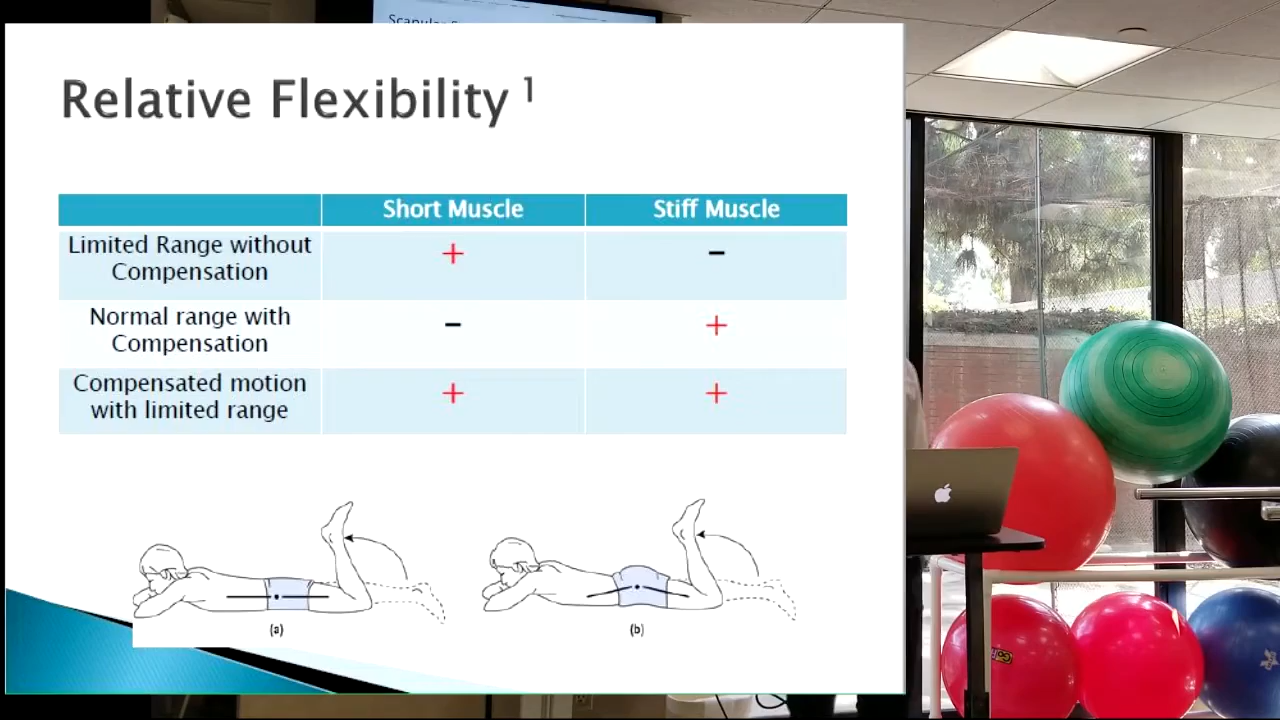 Scapular
Relative Flexibility 1
Short Muscle Stiff Muscle
Limited Range without
Compensation
+ −
Normal range with
Compensation
− +
Compensated motion
with limited range
+ +
(a) (b)